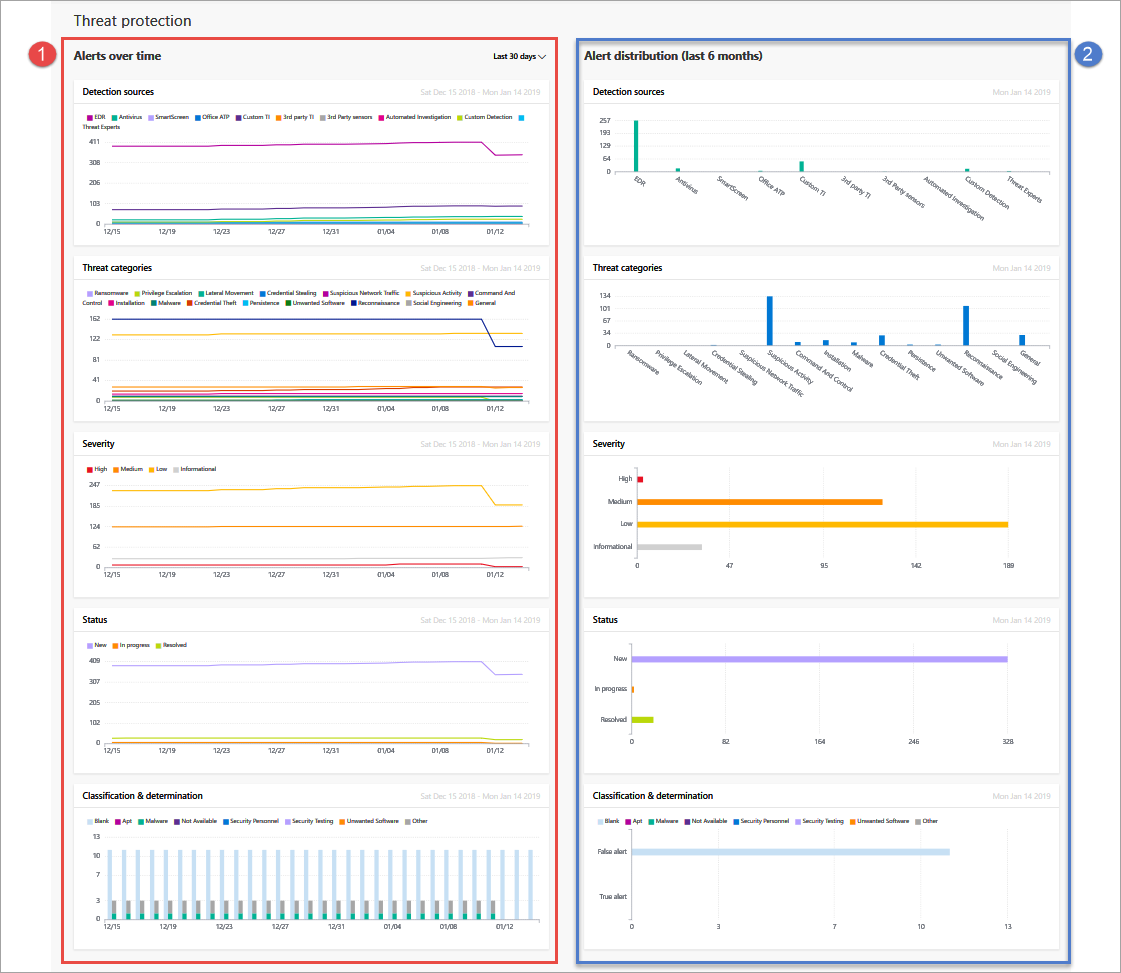 Threat protection
1
Alerts over time
Last 30 days
Detection sources
Sat Dec 15 2018 - Mon Jan 14 2019
EDR Antivirus SmartScreen Office ATP Custom TI 3rd party TI 3rd Party sensors Automated Investigation Custom Detection
Threat Experts
411
308
206
103
0
12/15 12/19 12/23 12/27 12/31 01/04 01/08 01/12
Threat categories
Sat Dec 15 2018 - Mon Jan 14 2019
Ransomware Privilege Escalation Lateral Movement Credential Stealing Suspicious Network Traffic Suspicious Activity Command And
Control Installation Malware Credential Theft Persistence Unwanted Software Reconnaissance Social Engineering General
162
122
81
41
0
12/15 12/19 12/23 12/27 12/31 01/04 01/08 01/12
Severity
Sat Dec 15 2018 - Mon Jan 14 2019
High Medium Low Informational
247
185
124
62
0
12/15 12/19 12/23 12/27 12/31 01/04 01/08 01/12
Status
Sat Dec 15 2018 - Mon Jan 14 2019
New In progress Resolved
409
307
205
102
0
12/15 12/19 12/23 12/27 12/31 01/04 01/08 01/12
Classification & determination
Sat Dec 15 2018 - Mon Jan 14 2019
Blank Apt Malware Not Available Security Personnel Security Testing Unwanted Software Other
13
10
7
3
0
12/15 12/19 12/23 12/27 12/31 01/04 01/08 01/12
2
Alert distribution (last 6 months)
Detection sources
Mon Jan 14 2019
257
193
129
64
0
EDR Antivirus SmartScreen Office ATP Custom TI 3rd party TI 3rd Party sensors Automated Investigation Custom Detection Threat Experts
Threat categories
Mon Jan 14 2019
134
101
67
34
0
Ransomware Privilege Escalation Lateral Movement Credential Stealing Suspicious Network Traffic Suspicious Activity Command And Control Installation Malware Credential Theft Persistence Unwanted Software Reconnaissance Social Engineering General
Severity
Mon Jan 14 2019
High
Medium
Low
Informational
0 47 95 142 189
Status
Mon Jan 14 2019
New
In progress
Resolved
0 82 164 246 328
Classification & determination
Mon Jan 14 2019
Blank Apt Malware Not Available Security Personnel Security Testing Unwanted Software Other
False alert
True alert
0 3 7 10 13